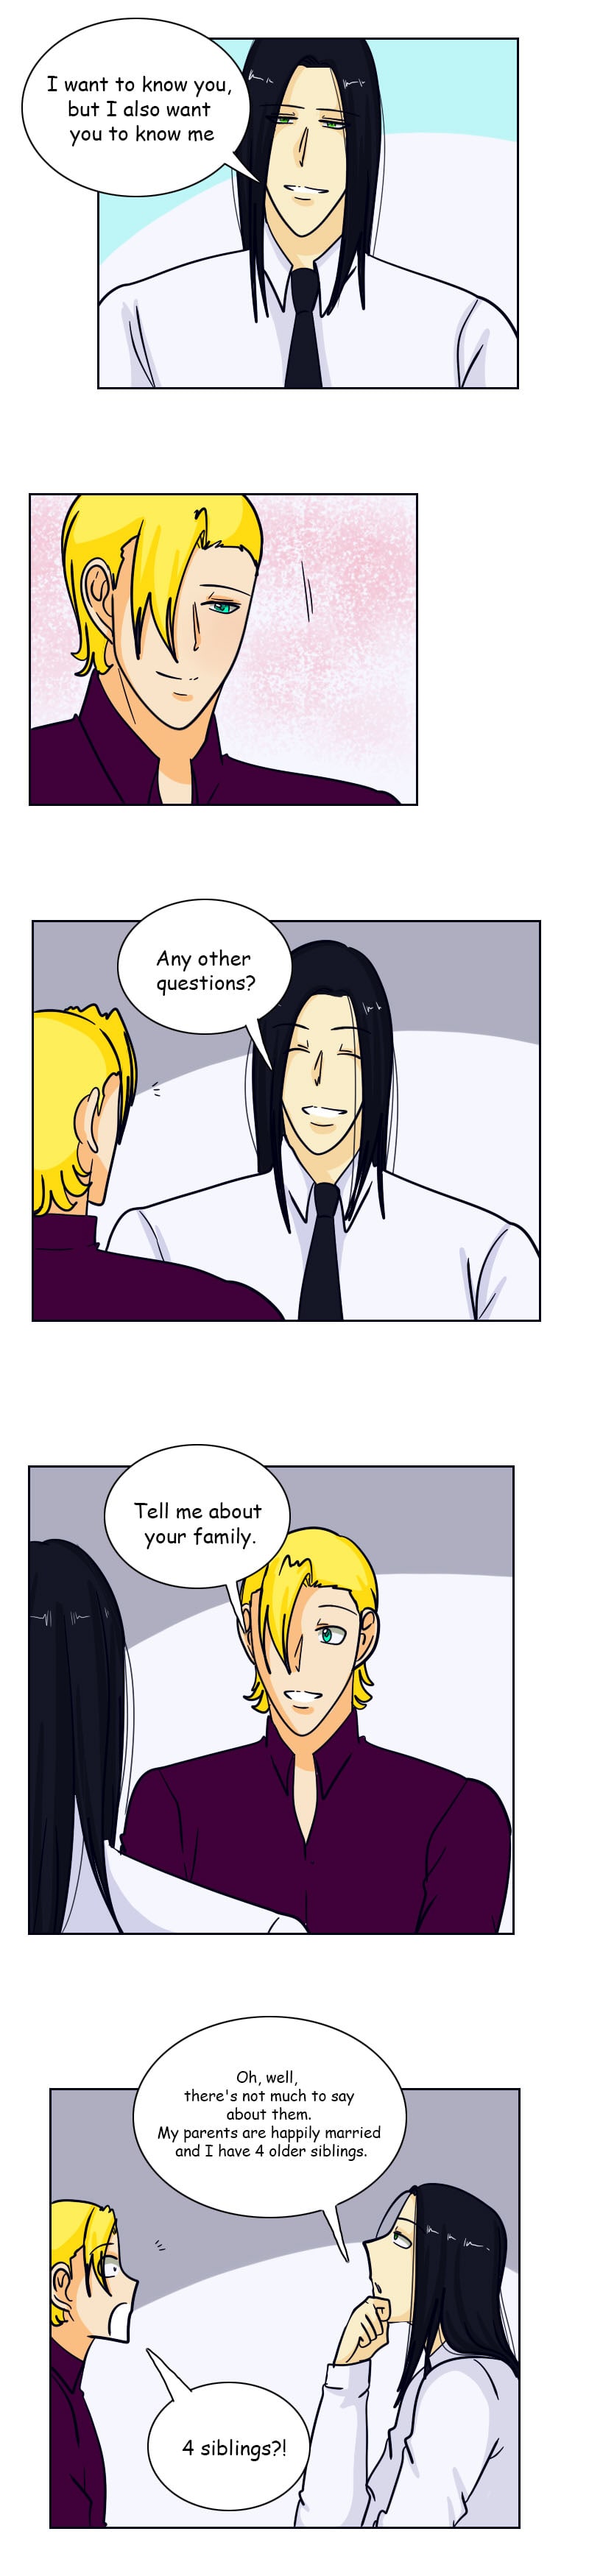 I want to know you,
but I also want
you to know me
Any other
questions?
Tell me about
your family.
Oh, well,
there's not much to say
about them.
My parents are happily married
and I have 4 older siblings.
4 siblings?!